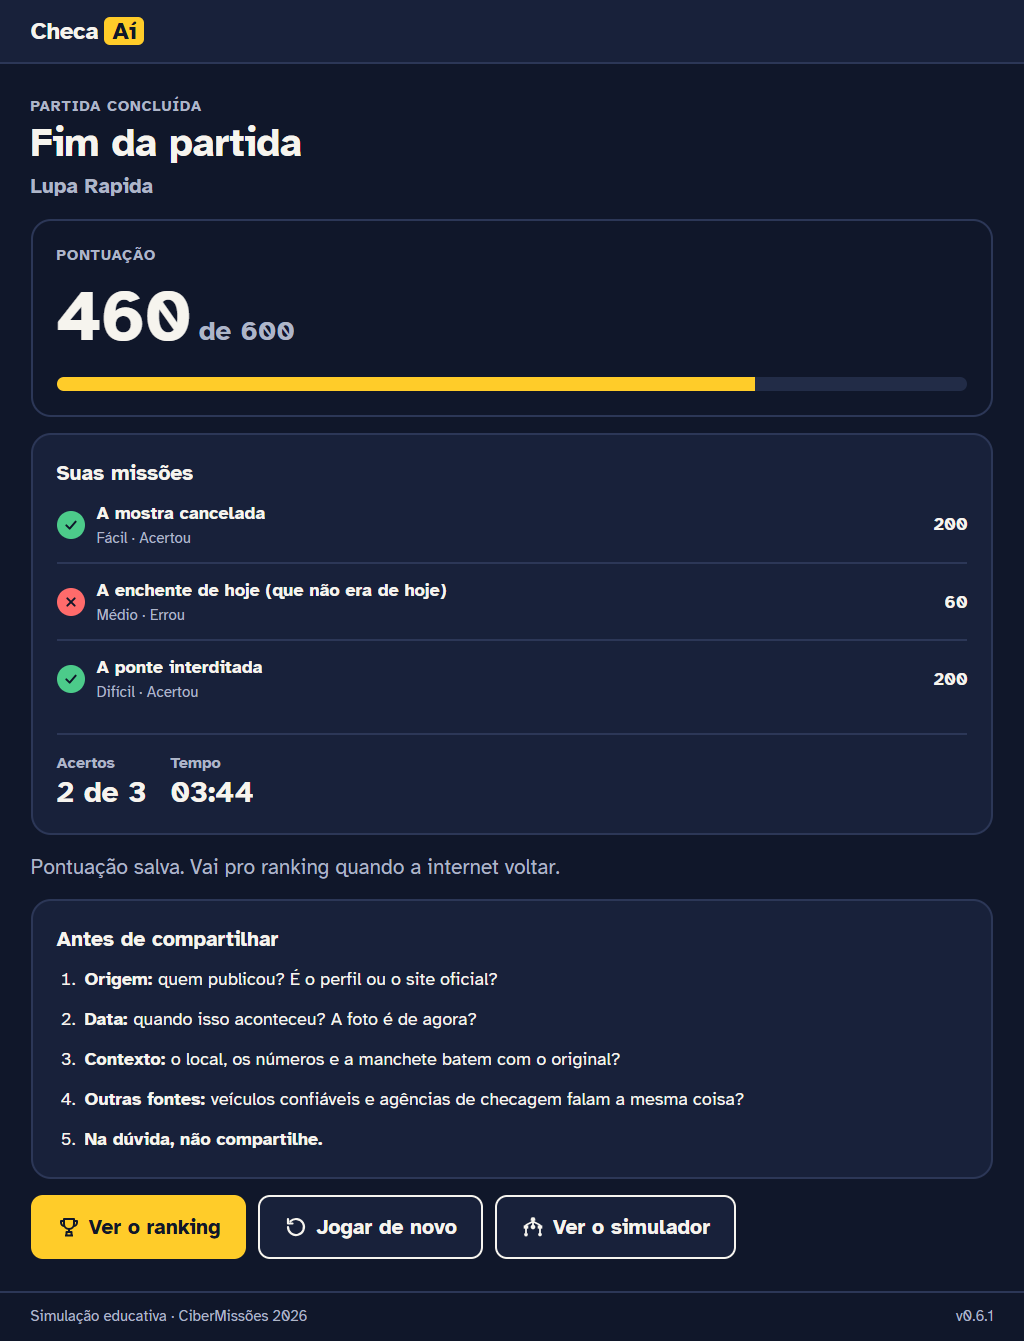 Checa Aí
PARTIDA CONCLUÍDA
Fim da partida
Lupa Rapida
PONTUAÇÃO
460 de 600
Suas missões
A mostra cancelada
Fácil · Acertou
200
A enchente de hoje (que não era de hoje)
Médio · Errou
60
A ponte interditada
Difícil · Acertou
200
Acertos
2 de 3
Tempo
03:44
Pontuação salva. Vai pro ranking quando a internet voltar.
Antes de compartilhar
1. Origem: quem publicou? É o perfil ou o site oficial?
2. Data: quando isso aconteceu? A foto é de agora?
3. Contexto: o local, os números e a manchete batem com o original?
4. Outras fontes: veículos confiáveis e agências de checagem falam a mesma coisa?
5. Na dúvida, não compartilhe.
Ver o ranking
Jogar de novo
Ver o simulador
Simulação educativa · CiberMissões 2026
v0.6.1